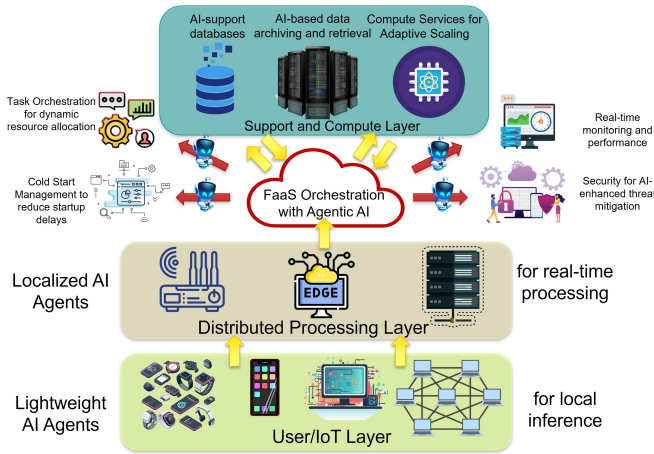 AI-support
databases
AI-based data
archiving and retrieval
Compute Services for
Adaptive Scaling
Support and Compute Layer
Task Orchestration
for dynamic
resource allocation
Real-time
monitoring and
performance
Cold Start
Management to
reduce startup
delays
FaaS Orchestration
with Agentic AI
Security for AI-
enhanced threat
mitigation
Localized AI
Agents
EDGE
for real-time
processing
Distributed Processing Layer
Lightweight
AI Agents
for local
inference
User/IoT Layer